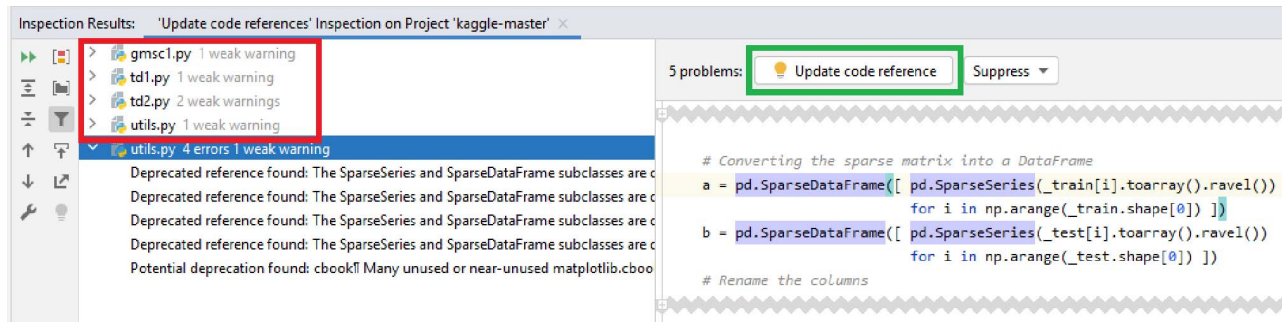 Inspection Results: 'Update code references' Inspection on Project 'kaggle-master' ×
gmsc1.py 1 weak warning
td1.py 1 weak warning
td2.py 2 weak warnings
utils.py 1 weak warning
utils.py 4 errors 1 weak warning
Deprecated reference found: The SparseSeries and SparseDataFrame subclasses are d
Deprecated reference found: The SparseSeries and SparseDataFrame subclasses are d
Deprecated reference found: The SparseSeries and SparseDataFrame subclasses are d
Deprecated reference found: The SparseSeries and SparseDataFrame subclasses are d
Potential deprecation found: cbook¶ Many unused or near-unused matplotlib.cboo
5 problems: Update code reference Suppress
# Converting the sparse matrix into a DataFrame
a = pd.SparseDataFrame([ pd.SparseSeries(_train[i].toarray().ravel())
for i in np.arange(_train.shape[0]) ])
b = pd.SparseDataFrame([ pd.SparseSeries(_test[i].toarray().ravel())
for i in np.arange(_test.shape[0]) ])
# Rename the columns